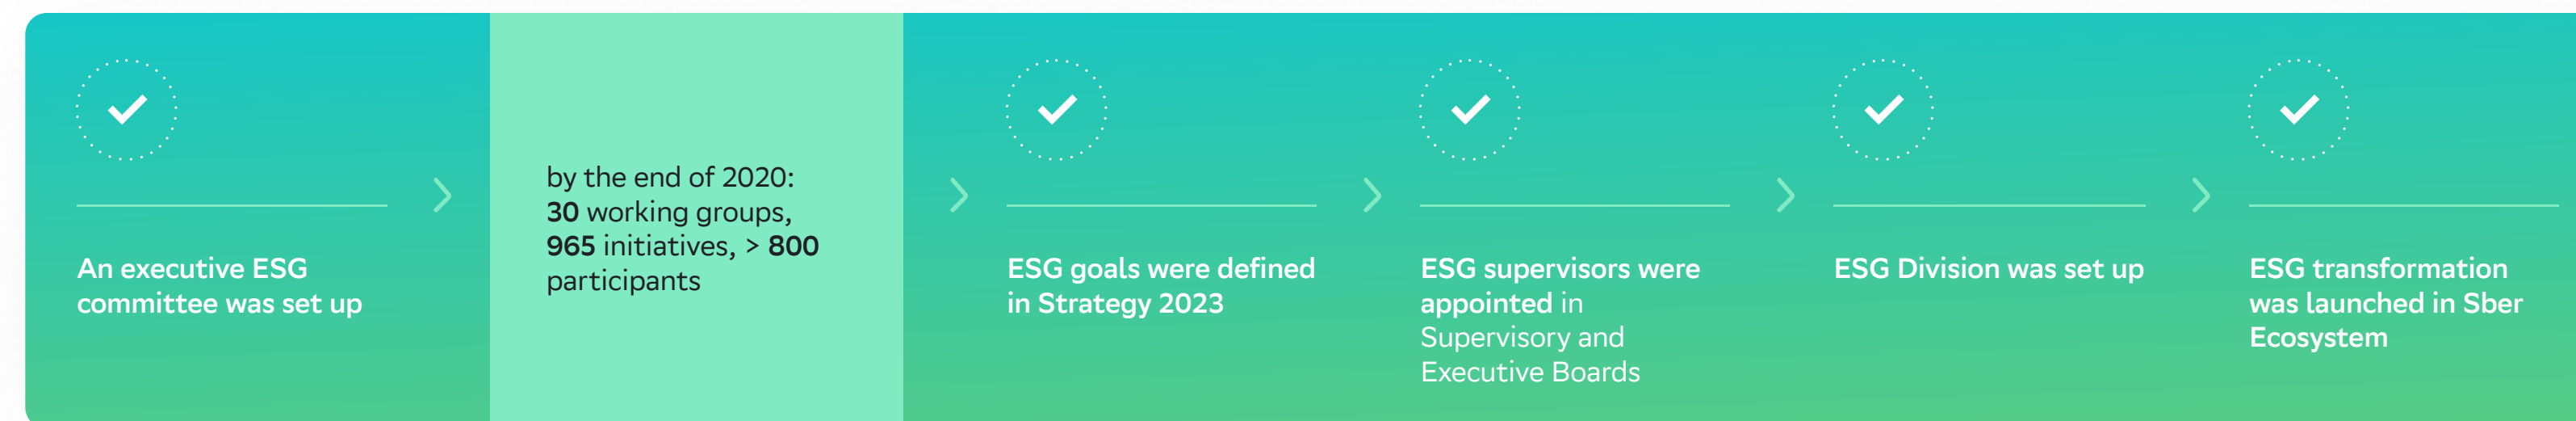 An executive ESG
committee was set up
by the end of 2020:
30 working groups,
965 initiatives, > 800
participants
ESG goals were defined
in Strategy 2023
ESG supervisors were
appointed in
Supervisory and
Executive Boards
ESG Division was set up
ESG transformation
was launched in Sber
Ecosystem